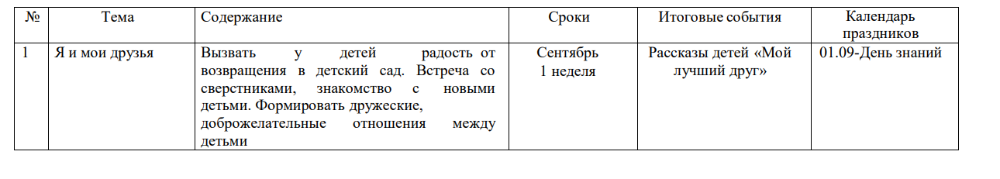 № Тема Содержание Сроки Итоговые события Календарь праздников
1 Я и мои друзья
Вызвать у детей радость от
возвращения в детский сад. Встреча со
сверстниками, знакомство с новыми
детьми. Формировать дружеские,
доброжелательные отношения между
детьми
Сентябрь
1 неделя
Рассказы детей «Мой
лучший друг»
01.09-День знаний